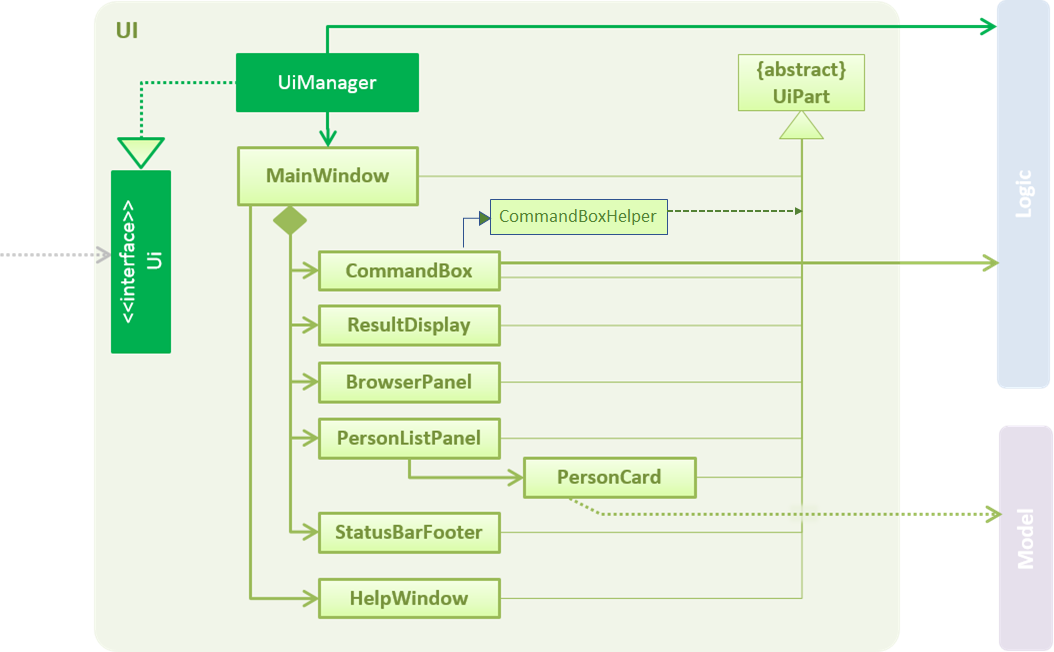 UI
UiManager
{abstract}
UiPart
MainWindow
<<interface>>
Ui
CommandBoxHelper
CommandBox
ResultDisplay
BrowserPanel
PersonListPanel
PersonCard
StatusBarFooter
HelpWindow
Logic
Model